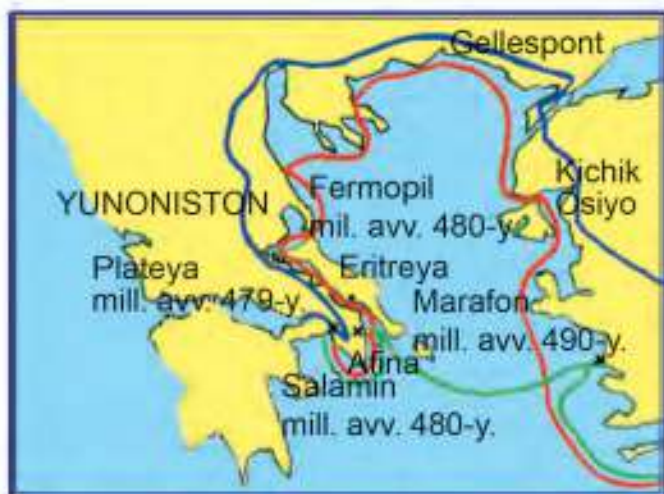 Gellespont
Kichik
Osiyo
Fermopil
YUNONISTON
mil. avv. 480-y.
Plateya
Eritreya
mill. avv. 479-y.
Marafon
mill. avv. 490-y.
Afina
Salamin
mill. avv. 480-y.